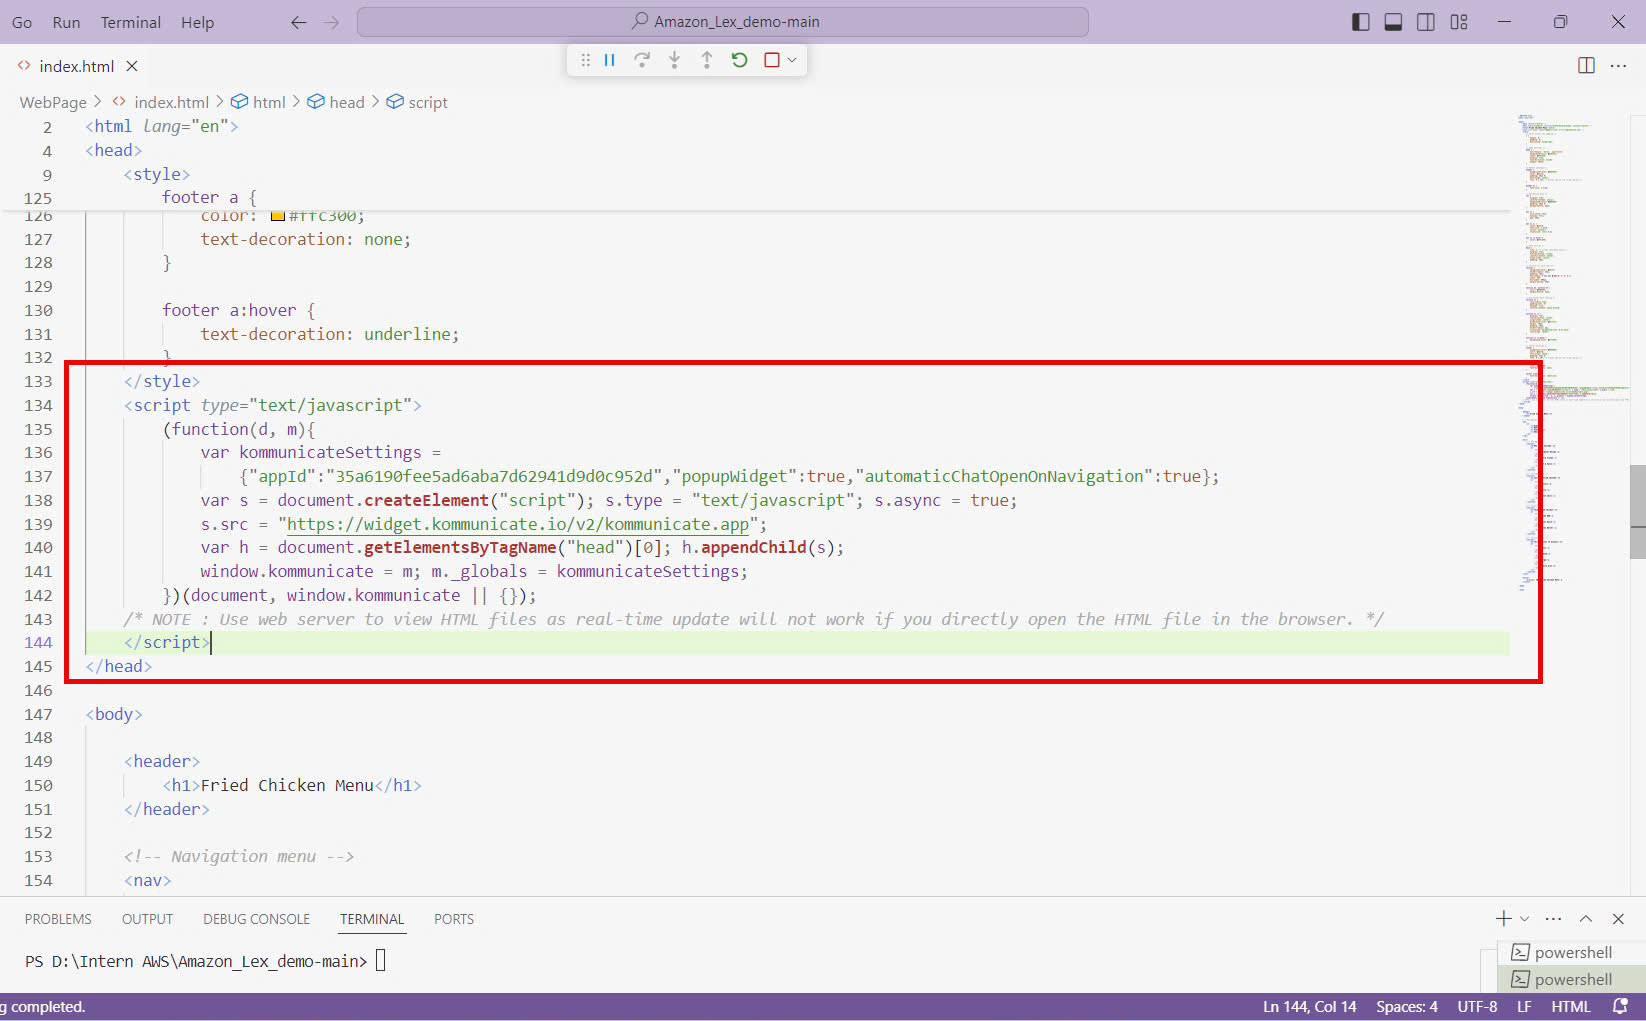 Go Run Terminal Help Amazon_Lex_demo-main
index.html
WebPage > index.html > html > head > script
2 <html lang="en">
4 <head>
9 <style>
125 footer a {
126 color: #ffc300;
127 text-decoration: none;
128 }
129
130 footer a:hover {
131 text-decoration: underline;
132 }
133 </style>
134 <script type="text/javascript">
135 (function(d, m){
136 var kommunicateSettings =
137 {"appId":"35a6190fee5ad6aba7d62941d9d0c952d","popupWidget":true,"automaticChatOpenOnNavigation":true};
138 var s = document.createElement("script"); s.type = "text/javascript"; s.async = true;
139 s.src = "https://widget.kommunicate.io/v2/kommunicate.app";
140 var h = document.getElementsByTagName("head")[0]; h.appendChild(s);
141 window.kommunicate = m; m._globals = kommunicateSettings;
142 })(document, window.kommunicate || {});
143 /* NOTE : Use web server to view HTML files as real-time update will not work if you directly open the HTML file in the browser. */
144 </script>
145 </head>
146
147 <body>
148
149 <header>
150 <h1>Fried Chicken Menu</h1>
151 </header>
152
153 <!-- Navigation menu -->
154 <nav>
PROBLEMS OUTPUT DEBUG CONSOLE TERMINAL PORTS
PS D:\Intern AWS\Amazon_Lex_demo-main>
powershell
powershell
g completed. Ln 144, Col 14 Spaces: 4 UTF-8 LF HTML